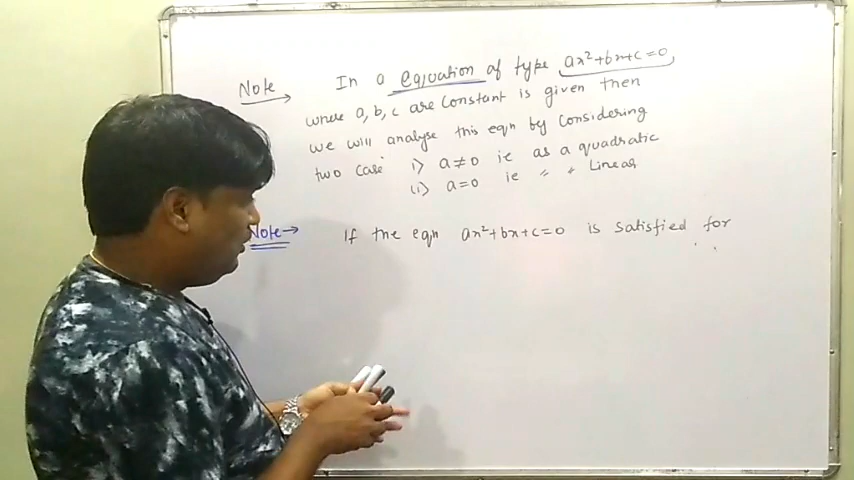 Note → In a equation of type ax²+bx+c=0
where a, b, c are constant is given then
we will analyse this eqn by considering
two case i) a≠0 ie as a quadratic
(ii) a=0 ie " " Linear
Note → If the eqn ax²+bx+c=0 is satisfied for